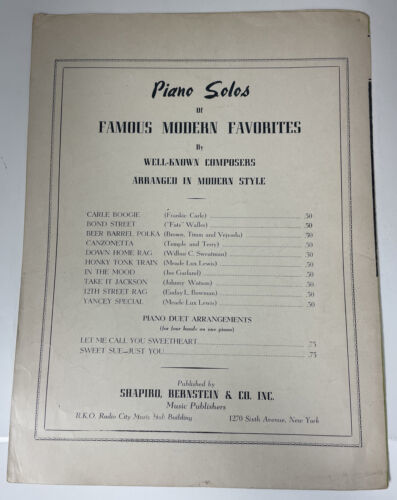 Piano Solos
Of
FAMOUS MODERN FAVORITES
By
WELL-KNOWN COMPOSERS
ARRANGED IN MODERN STYLE
CARLE BOOGIE (Frankie Carle) .50
BOND STREET ("Fats" Waller) .50
BEER BARREL POLKA (Brown, Timm and Vejvoda) .50
CANZONETTA (Temple and Terry) .50
DOWN HOME RAG (Wilbur C. Sweatman) .50
HONKY TONK TRAIN (Meade Lux Lewis) .50
IN THE MOOD (Joe Garland) .50
TAKE IT JACKSON (Johnny Watson) .50
12TH STREET RAG (Euday L. Bowman) .50
YANCEY SPECIAL (Meade Lux Lewis) .50
PIANO DUET ARRANGEMENTS
(for four hands on one piano)
LET ME CALL YOU SWEETHEART .75
SWEET SUE—JUST YOU .75
Published by
SHAPIRO, BERNSTEIN & CO. INC.
Music Publishers
R.K.O. Radio City Music Hall Building 1270 Sixth Avenue, New York